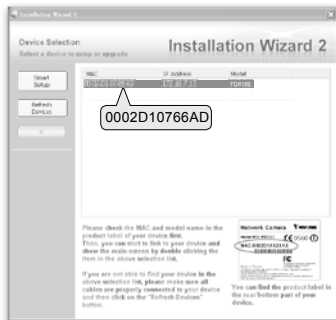 Installation Wizard 2
Device Selection
Select a device to setup or upgrade
Installation Wizard 2
Smart
Setup
Refresh
Devices
MAC
IP Address
Model
0002D10766AD
Please check the MAC and model name in the
product label of your device first.
Then, you can start to link to your device and
show the main screen by double clicking the
item in the above selection list.
If you are not able to find your device in the
above selection list, please make sure all
cables are properly connected to your device
and then click on the "Refresh Devices"
button.
Network Camera
You can find the product label in
the rear/bottom part of your
device.